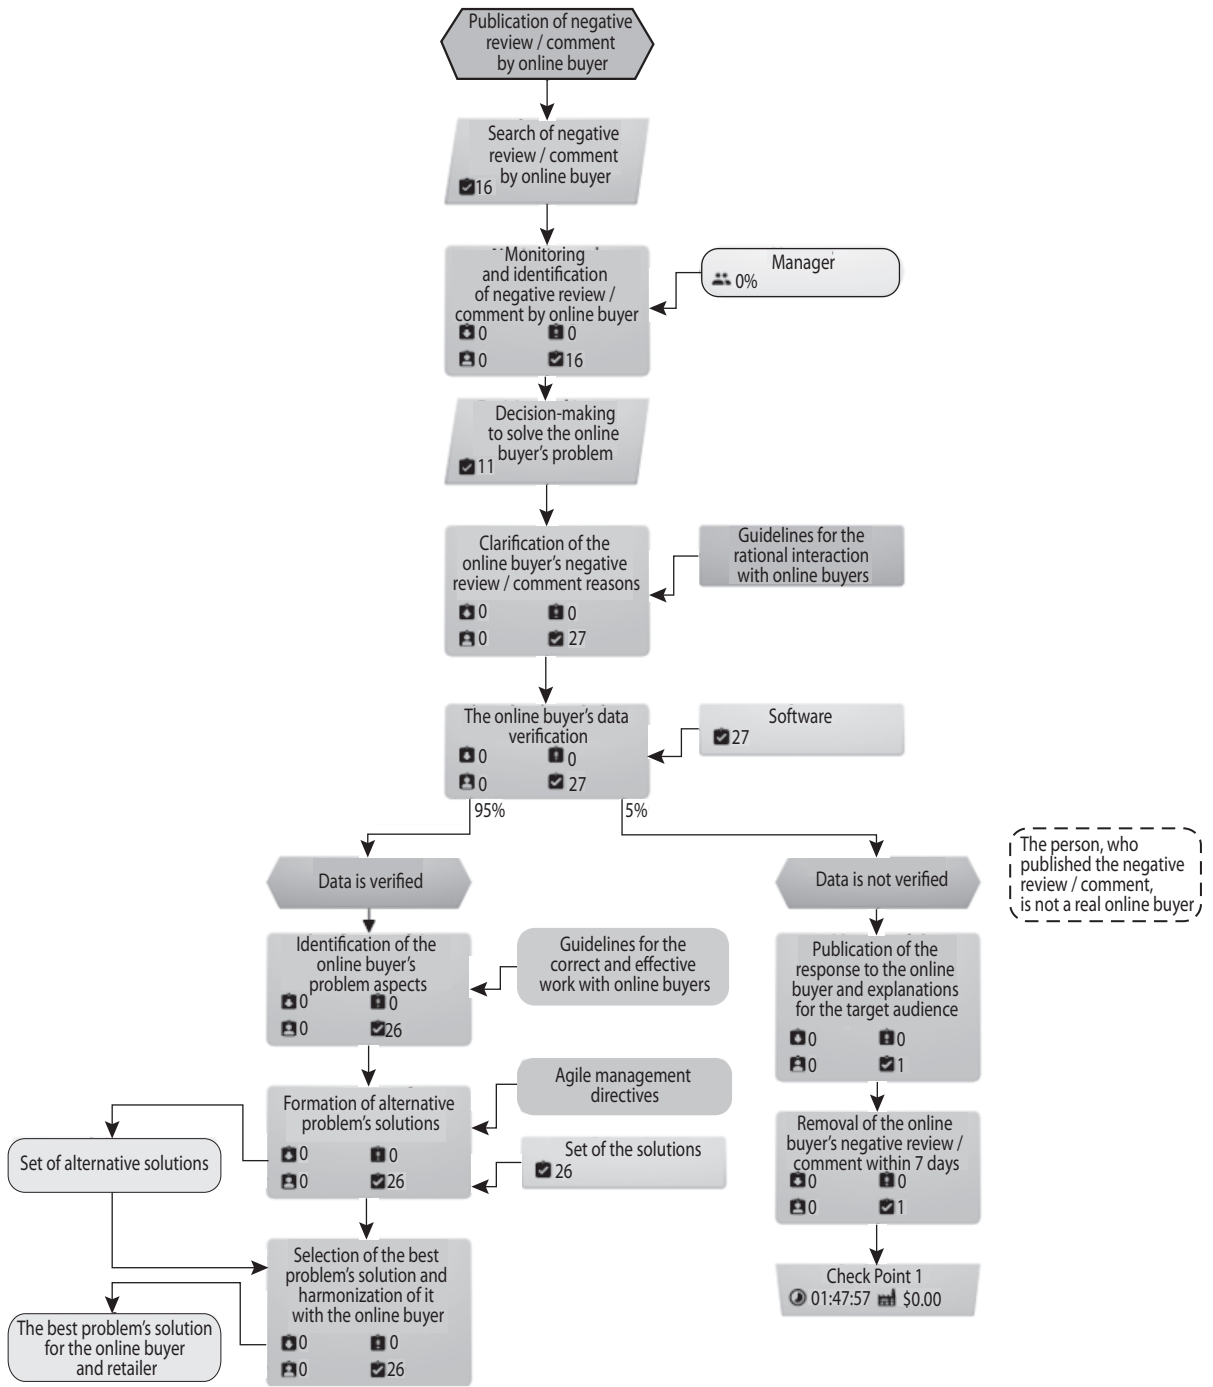 Publication of negative
review / comment
by online buyer
Search of negative
review / comment
by online buyer
16
Monitoring
and identification
of negative review /
comment by online buyer
0 0
0 16
Manager
0%
Decision-making
to solve the online
buyer's problem
11
Clarification of the
online buyer's negative
review / comment reasons
0 0
0 27
Guidelines for the
rational interaction
with online buyers
The online buyer's data
verification
0 0
0 27
Software
27
95%
5%
Data is verified
Data is not verified
The person, who
published the negative
review / comment,
is not a real online buyer
Identification of the
online buyer's
problem aspects
0 0
0 26
Guidelines for the
correct and effective
work with online buyers
Publication of the
response to the online
buyer and explanations
for the target audience
0 0
0 1
Formation of alternative
problem's solutions
0 0
0 26
Agile management
directives
Set of the solutions
26
Set of alternative solutions
Removal of the online
buyer's negative review /
comment within 7 days
0 0
0 1
Selection of the best
problem's solution and
harmonization of it
with the online buyer
0 0
0 26
The best problem's solution
for the online buyer
and retailer
Check Point 1
01:47:57 $0.00